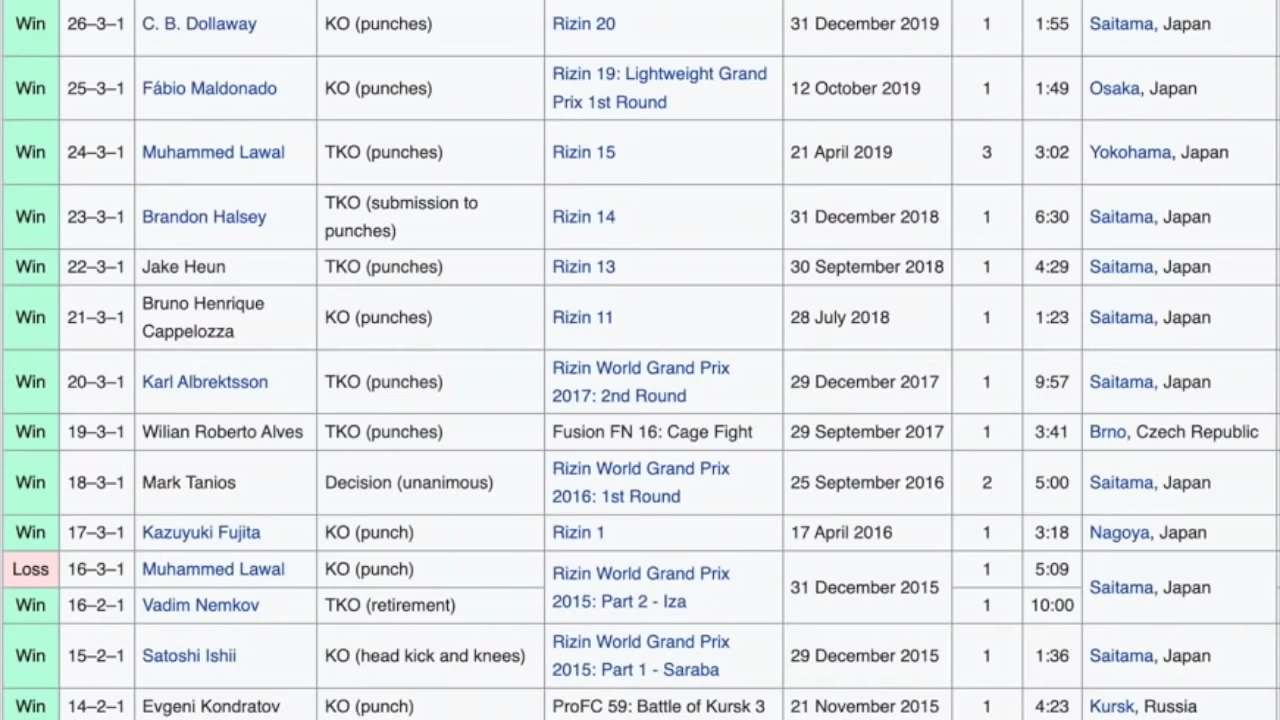 Win 26–3–1 C. B. Dollaway KO (punches) Rizin 20 31 December 2019 1 1:55 Saitama, Japan
Win 25–3–1 Fábio Maldonado KO (punches) Rizin 19: Lightweight Grand
Prix 1st Round 12 October 2019 1 1:49 Osaka, Japan
Win 24–3–1 Muhammed Lawal TKO (punches) Rizin 15 21 April 2019 3 3:02 Yokohama, Japan
Win 23–3–1 Brandon Halsey TKO (submission to
punches) Rizin 14 31 December 2018 1 6:30 Saitama, Japan
Win 22–3–1 Jake Heun TKO (punches) Rizin 13 30 September 2018 1 4:29 Saitama, Japan
Win 21–3–1 Bruno Henrique
Cappelozza KO (punches) Rizin 11 28 July 2018 1 1:23 Saitama, Japan
Win 20–3–1 Karl Albrektsson TKO (punches) Rizin World Grand Prix
2017: 2nd Round 29 December 2017 1 9:57 Saitama, Japan
Win 19–3–1 Wilian Roberto Alves TKO (punches) Fusion FN 16: Cage Fight 29 September 2017 1 3:41 Brno, Czech Republic
Win 18–3–1 Mark Tanios Decision (unanimous) Rizin World Grand Prix
2016: 1st Round 25 September 2016 2 5:00 Saitama, Japan
Win 17–3–1 Kazuyuki Fujita KO (punch) Rizin 1 17 April 2016 1 3:18 Nagoya, Japan
Loss 16–3–1 Muhammed Lawal KO (punch) Rizin World Grand Prix
2015: Part 2 - Iza 31 December 2015 1 5:09 Saitama, Japan
Win 16–2–1 Vadim Nemkov TKO (retirement) 1 10:00
Win 15–2–1 Satoshi Ishii KO (head kick and knees) Rizin World Grand Prix
2015: Part 1 - Saraba 29 December 2015 1 1:36 Saitama, Japan
Win 14–2–1 Evgeni Kondratov KO (punch) ProFC 59: Battle of Kursk 3 21 November 2015 1 4:23 Kursk, Russia